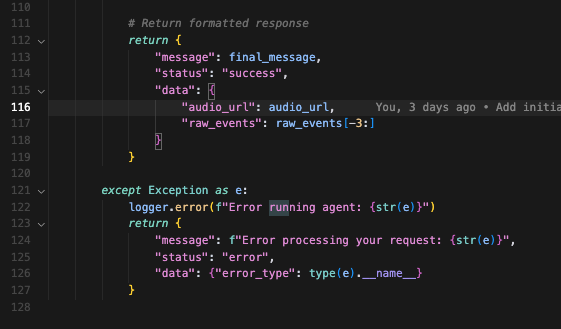 110
111 # Return formatted response
112 return {
113 "message": final_message,
114 "status": "success",
115 "data": {
116 "audio_url": audio_url, You, 3 days ago • Add initia
117 "raw_events": raw_events[-3:]
118 }
119 }
120
121 except Exception as e:
122 logger.error(f"Error running agent: {str(e)}")
123 return {
124 "message": f"Error processing your request: {str(e)}",
125 "status": "error",
126 "data": {"error_type": type(e).__name__}
127 }
128